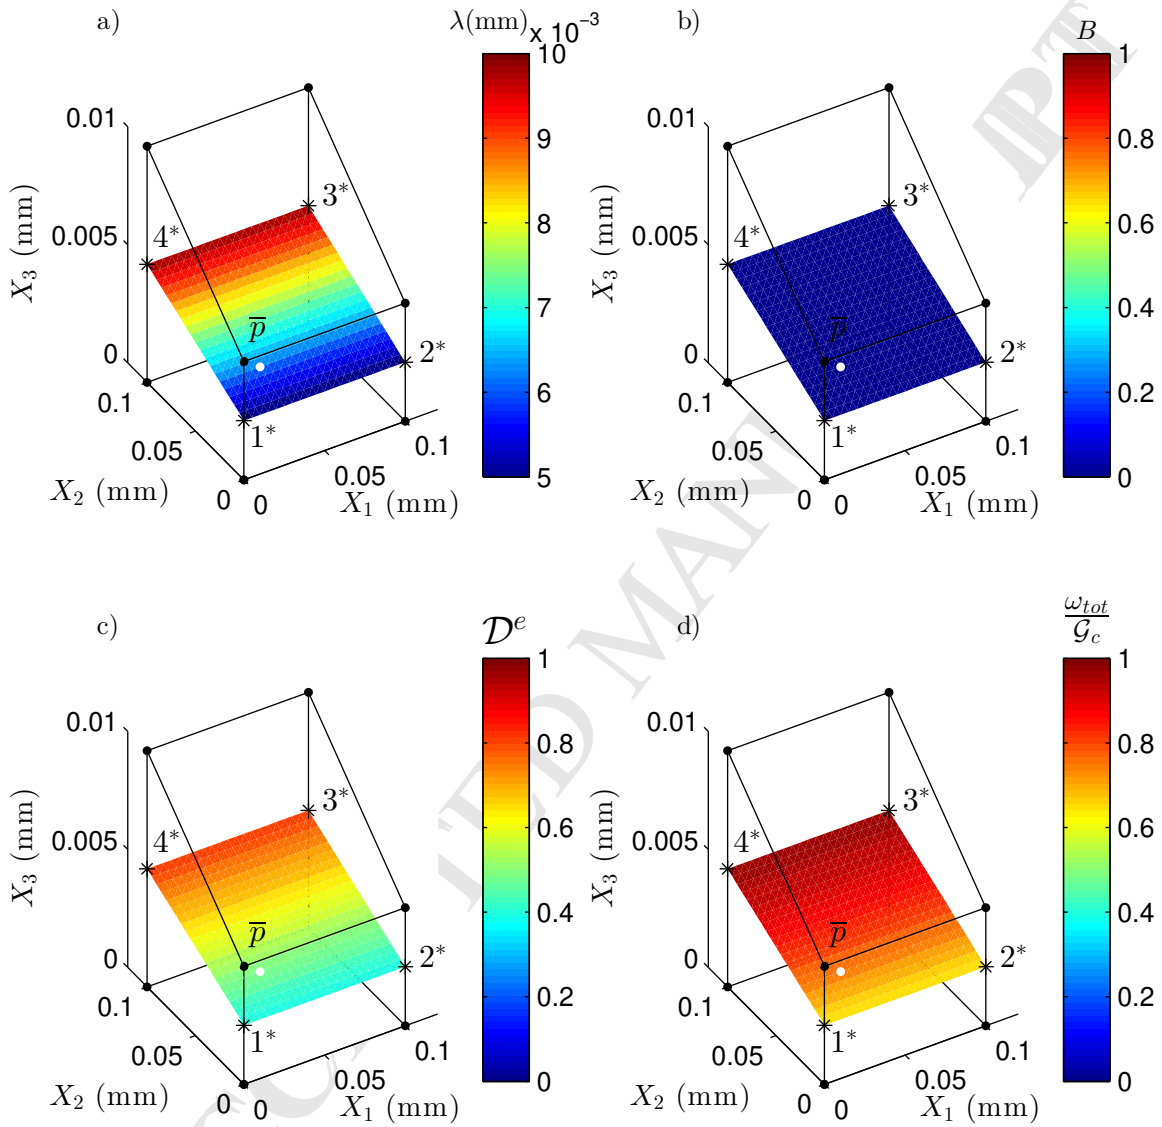 a)
λ(mm)
x 10⁻³
10
9
8
7
6
5
0.01
0.005
0
X₃ (mm)
0.1
0.05
0
X₂ (mm)
0
0.05
0.1
X₁ (mm)
4*
3*
p̅
2*
1*
b)
B
1
0.8
0.6
0.4
0.2
0
0.01
0.005
0
X₃ (mm)
0.1
0.05
0
X₂ (mm)
0
0.05
0.1
X₁ (mm)
4*
3*
p̅
2*
1*
c)
𝒟ᵉ
1
0.8
0.6
0.4
0.2
0
0.01
0.005
0
X₃ (mm)
0.1
0.05
0
X₂ (mm)
0
0.05
0.1
X₁ (mm)
4*
3*
p̅
2*
1*
d)
ω_tot
𝒢_c
1
0.8
0.6
0.4
0.2
0
0.01
0.005
0
X₃ (mm)
0.1
0.05
0
X₂ (mm)
0
0.05
0.1
X₁ (mm)
4*
3*
p̅
2*
1*